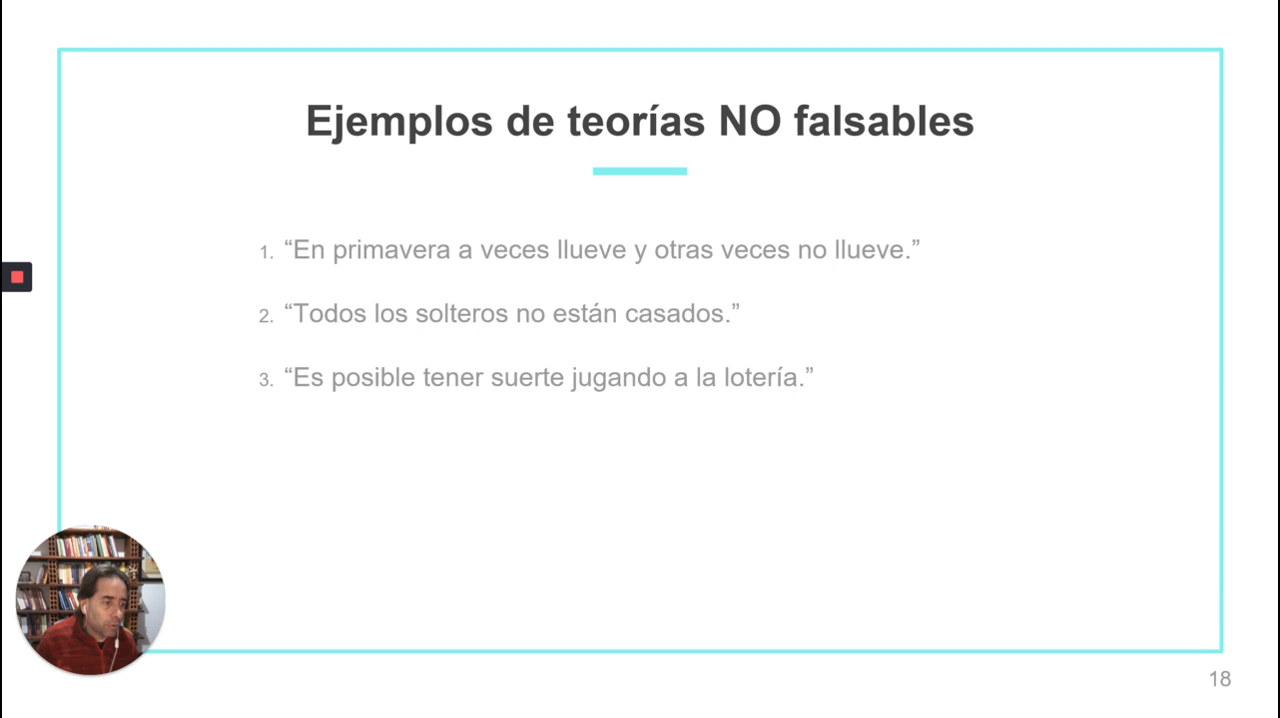 Ejemplos de teorías NO falsables
1. “En primavera a veces llueve y otras veces no llueve.”
2. “Todos los solteros no están casados.”
3. “Es posible tener suerte jugando a la lotería.”
18